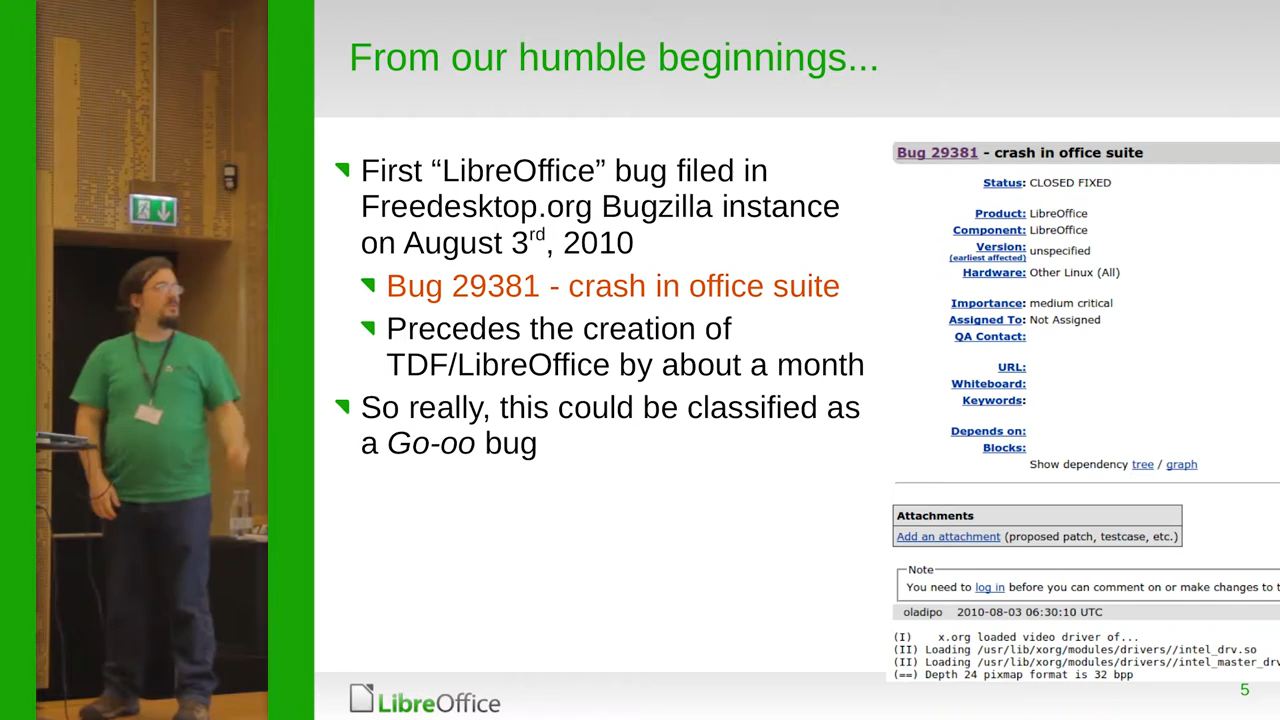 From our humble beginnings...
First “LibreOffice” bug filed in
Freedesktop.org Bugzilla instance
on August 3rd, 2010
Bug 29381 - crash in office suite
Precedes the creation of
TDF/LibreOffice by about a month
So really, this could be classified as
a Go-oo bug
Bug 29381 - crash in office suite
Status: CLOSED FIXED
Product: LibreOffice
Component: LibreOffice
Version: unspecified
(earliest affected)
Hardware: Other Linux (All)
Importance: medium critical
Assigned To: Not Assigned
QA Contact:
URL:
Whiteboard:
Keywords:
Depends on:
Blocks:
Show dependency tree / graph
Attachments
Add an attachment (proposed patch, testcase, etc.)
Note
You need to log in before you can comment on or make changes to
oladipo 2010-08-03 06:30:10 UTC
(I) x.org loaded video driver of...
(II) Loading /usr/lib/xorg/modules/drivers//intel_drv.so
(II) Loading /usr/lib/xorg/modules/drivers//intel_master_drv
(==) Depth 24 pixmap format is 32 bpp
LibreOffice
5